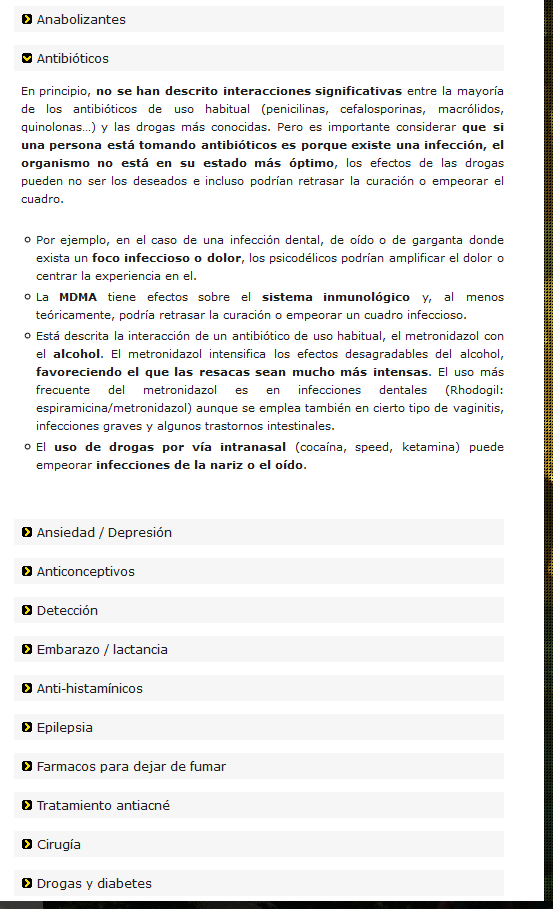 Anabolizantes
Antibióticos
En principio, no se han descrito interacciones significativas entre la mayoría
de los antibióticos de uso habitual (penicilinas, cefalosporinas, macrólidos,
quinolonas…) y las drogas más conocidas. Pero es importante considerar que si
una persona está tomando antibióticos es porque existe una infección, el
organismo no está en su estado más óptimo, los efectos de las drogas
pueden no ser los deseados e incluso podrían retrasar la curación o empeorar el
cuadro.
Por ejemplo, en el caso de una infección dental, de oído o de garganta donde
exista un foco infeccioso o dolor, los psicodélicos podrían amplificar el dolor o
centrar la experiencia en el.
La MDMA tiene efectos sobre el sistema inmunológico y, al menos
teóricamente, podría retrasar la curación o empeorar un cuadro infeccioso.
Está descrita la interacción de un antibiótico de uso habitual, el metronidazol con
el alcohol. El metronidazol intensifica los efectos desagradables del alcohol,
favoreciendo el que las resacas sean mucho más intensas. El uso más
frecuente del metronidazol es en infecciones dentales (Rhodogil:
espiramicina/metronidazol) aunque se emplea también en cierto tipo de vaginitis,
infecciones graves y algunos trastornos intestinales.
El uso de drogas por vía intranasal (cocaína, speed, ketamina) puede
empeorar infecciones de la nariz o el oído.
Ansiedad / Depresión
Anticonceptivos
Detección
Embarazo / lactancia
Anti-histamínicos
Epilepsia
Farmacos para dejar de fumar
Tratamiento antiacné
Cirugía
Drogas y diabetes